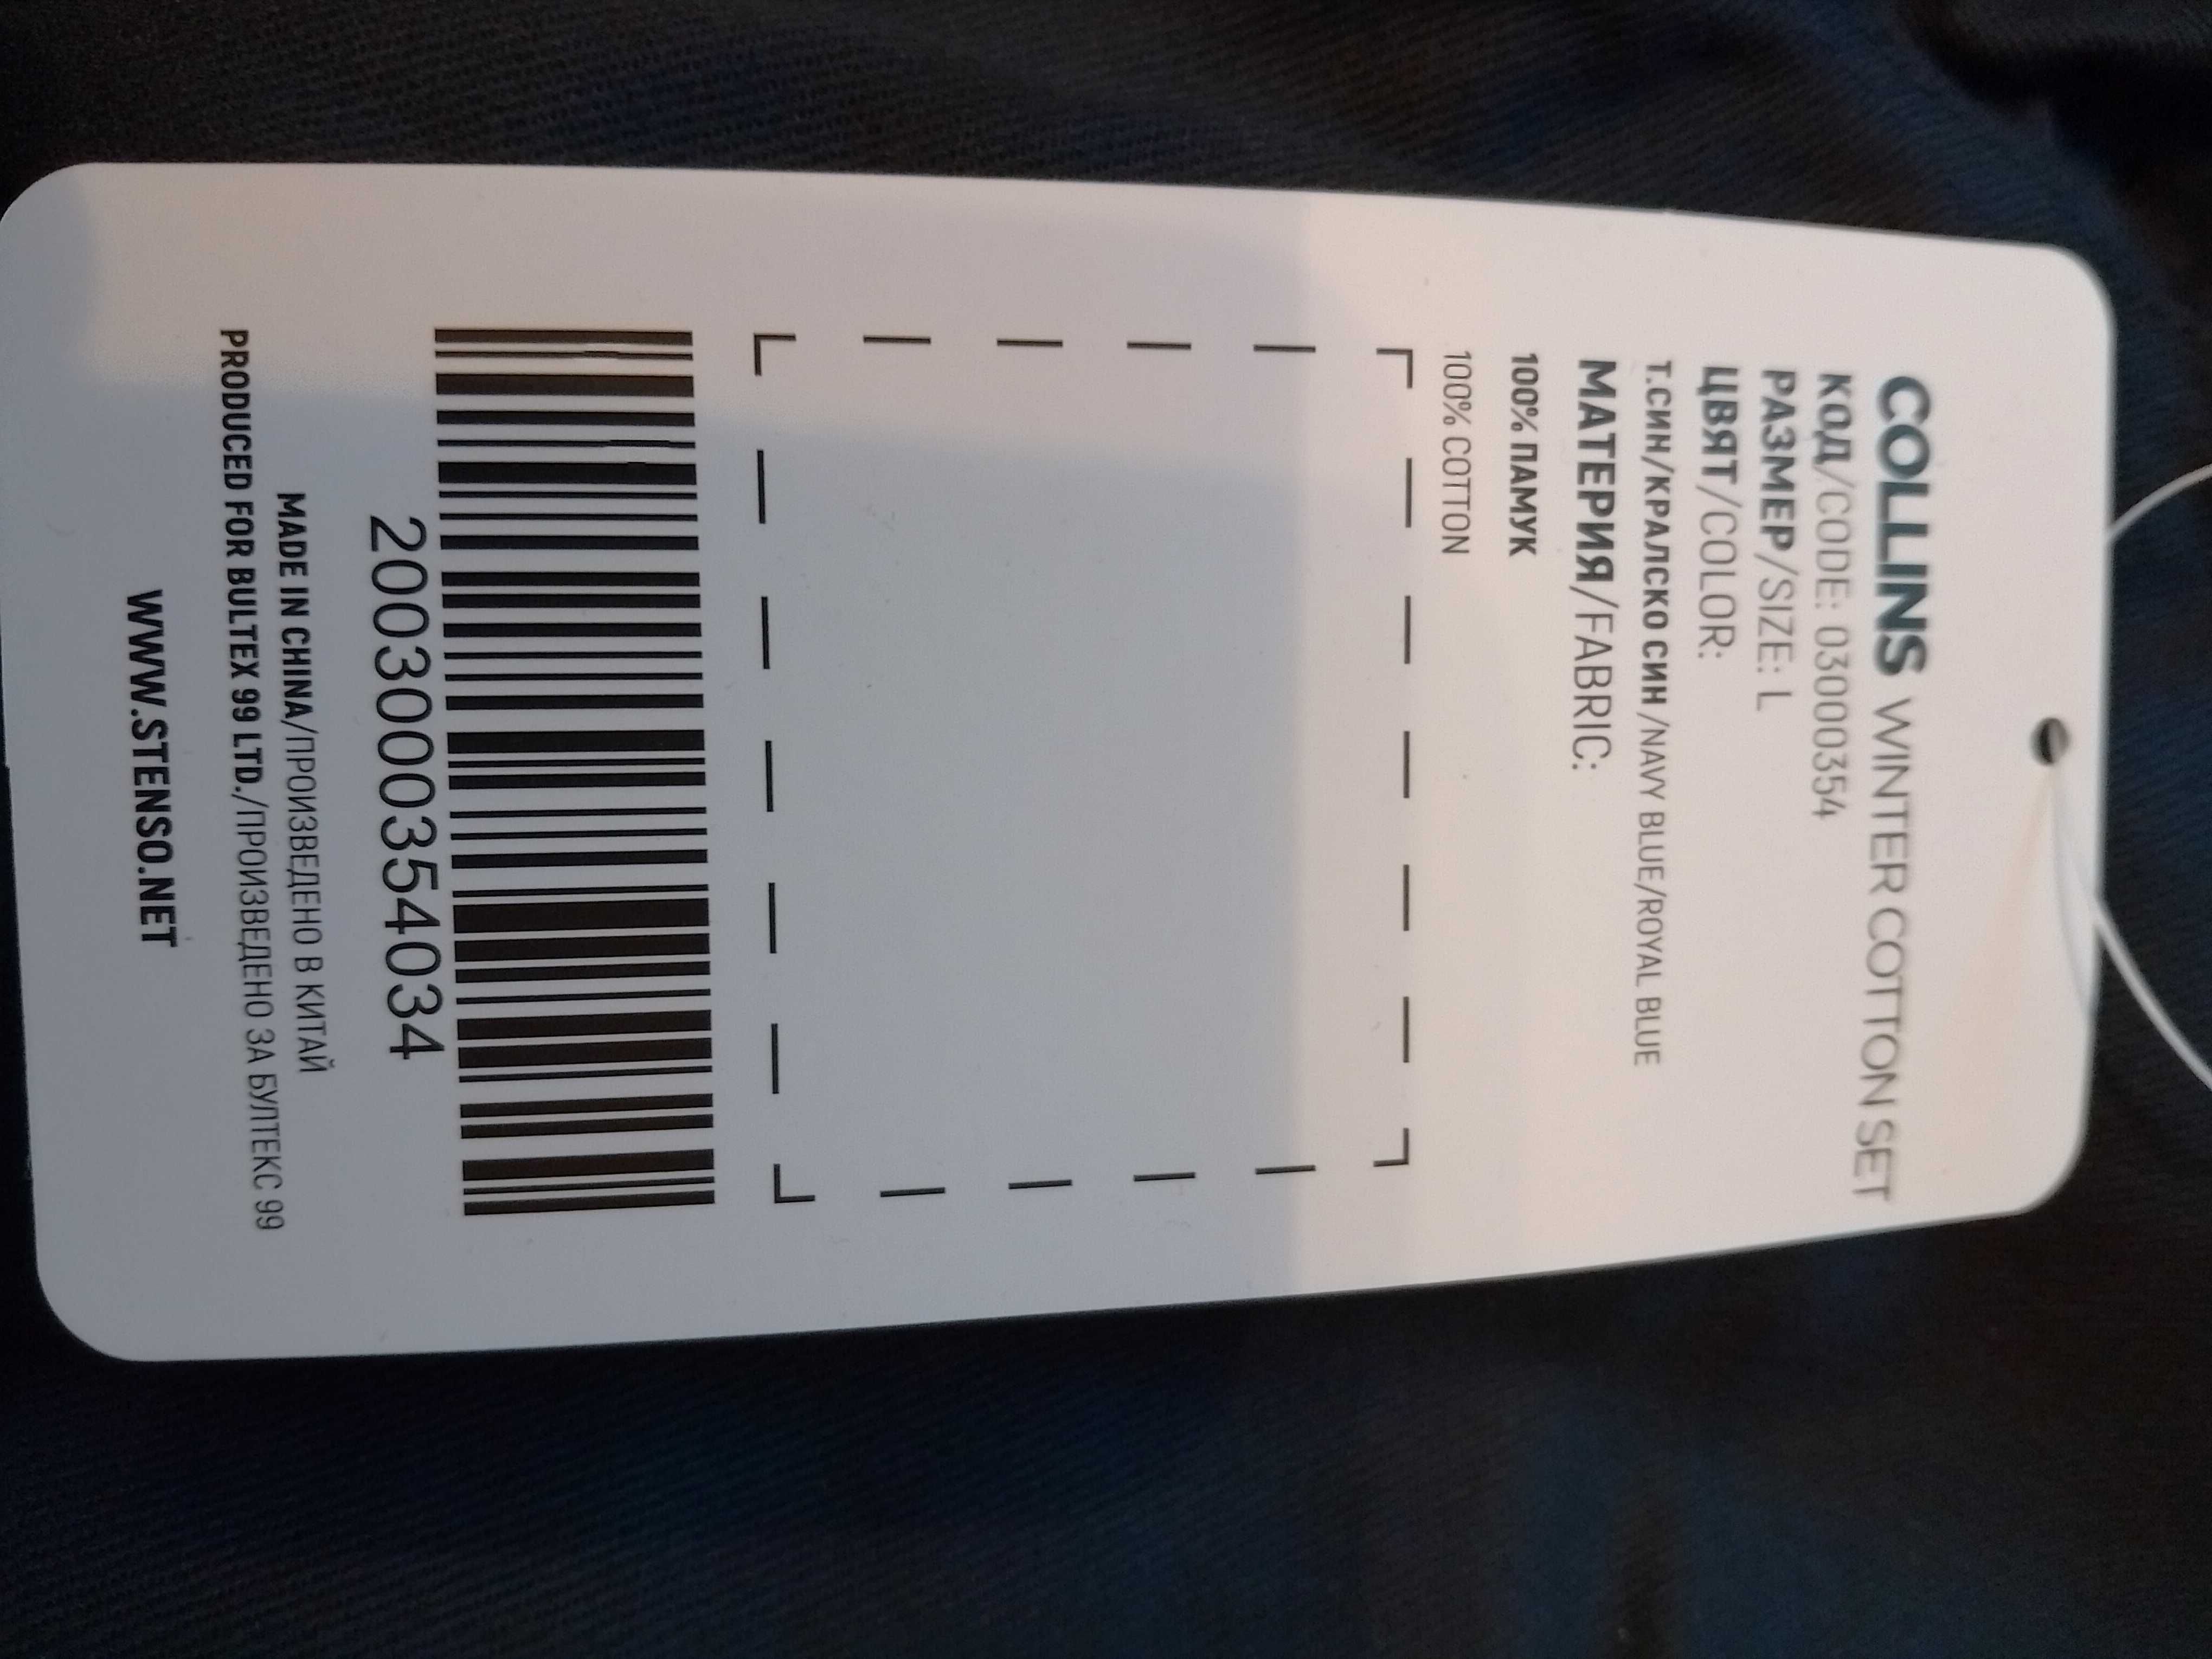 COLLINS WINTER COTTON SET
КОД/CODE: 03000354
РАЗМЕР/SIZE: L
ЦВЯТ/COLOR:
Т.СИН/КРАЛСКО СИН /NAVY BLUE/ROYAL BLUE
МАТЕРИЯ/FABRIC:
100% ПАМУК
100% COTTON
2003000354034
MADE IN CHINA/ПРОИЗВЕДЕНО В КИТАЙ
PRODUCED FOR BULTEX 99 LTD./ПРОИЗВЕДЕНО ЗА БУЛТЕКС 99
WWW.STENSO.NET